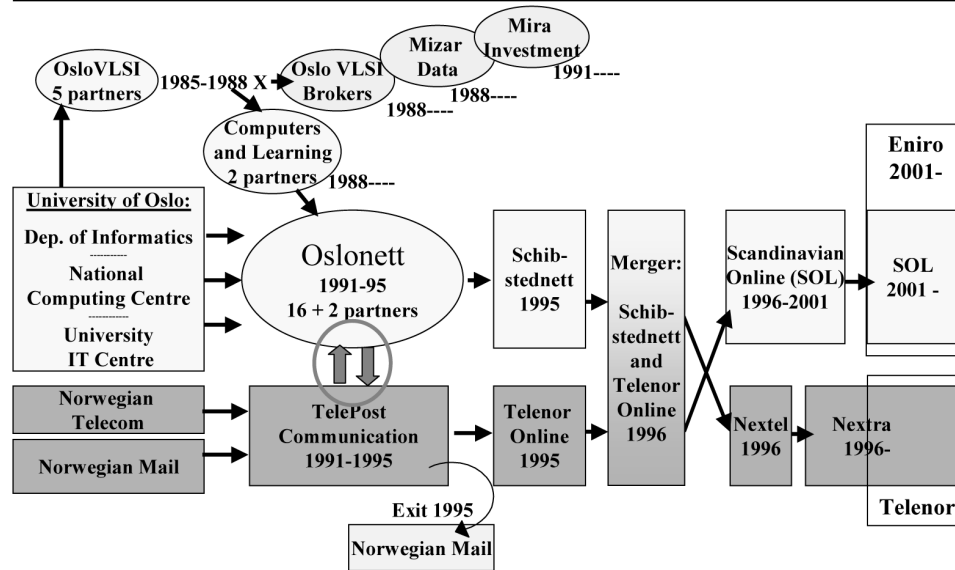 Mira
Investment
1991----
Mizar
Data
1988----
Oslo VLSI
Brokers
1988----
OsloVLSI
5 partners
1985-1988 X
Computers
and Learning
2 partners
1988----
Eniro
2001-
University of Oslo:
Dep. of Informatics
-----------
National
Computing Centre
-----------
University
IT Centre
Oslonett
1991-95
16 + 2 partners
Schib-
stednett
1995
Merger:
Schib-
stednett
and
Telenor
Online
1996
Scandinavian
Online (SOL)
1996-2001
SOL
2001 -
Norwegian
Telecom
Norwegian Mail
TelePost
Communication
1991-1995
Telenor
Online
1995
Nextel
1996
Nextra
1996-
Exit 1995
Norwegian Mail
Telenor